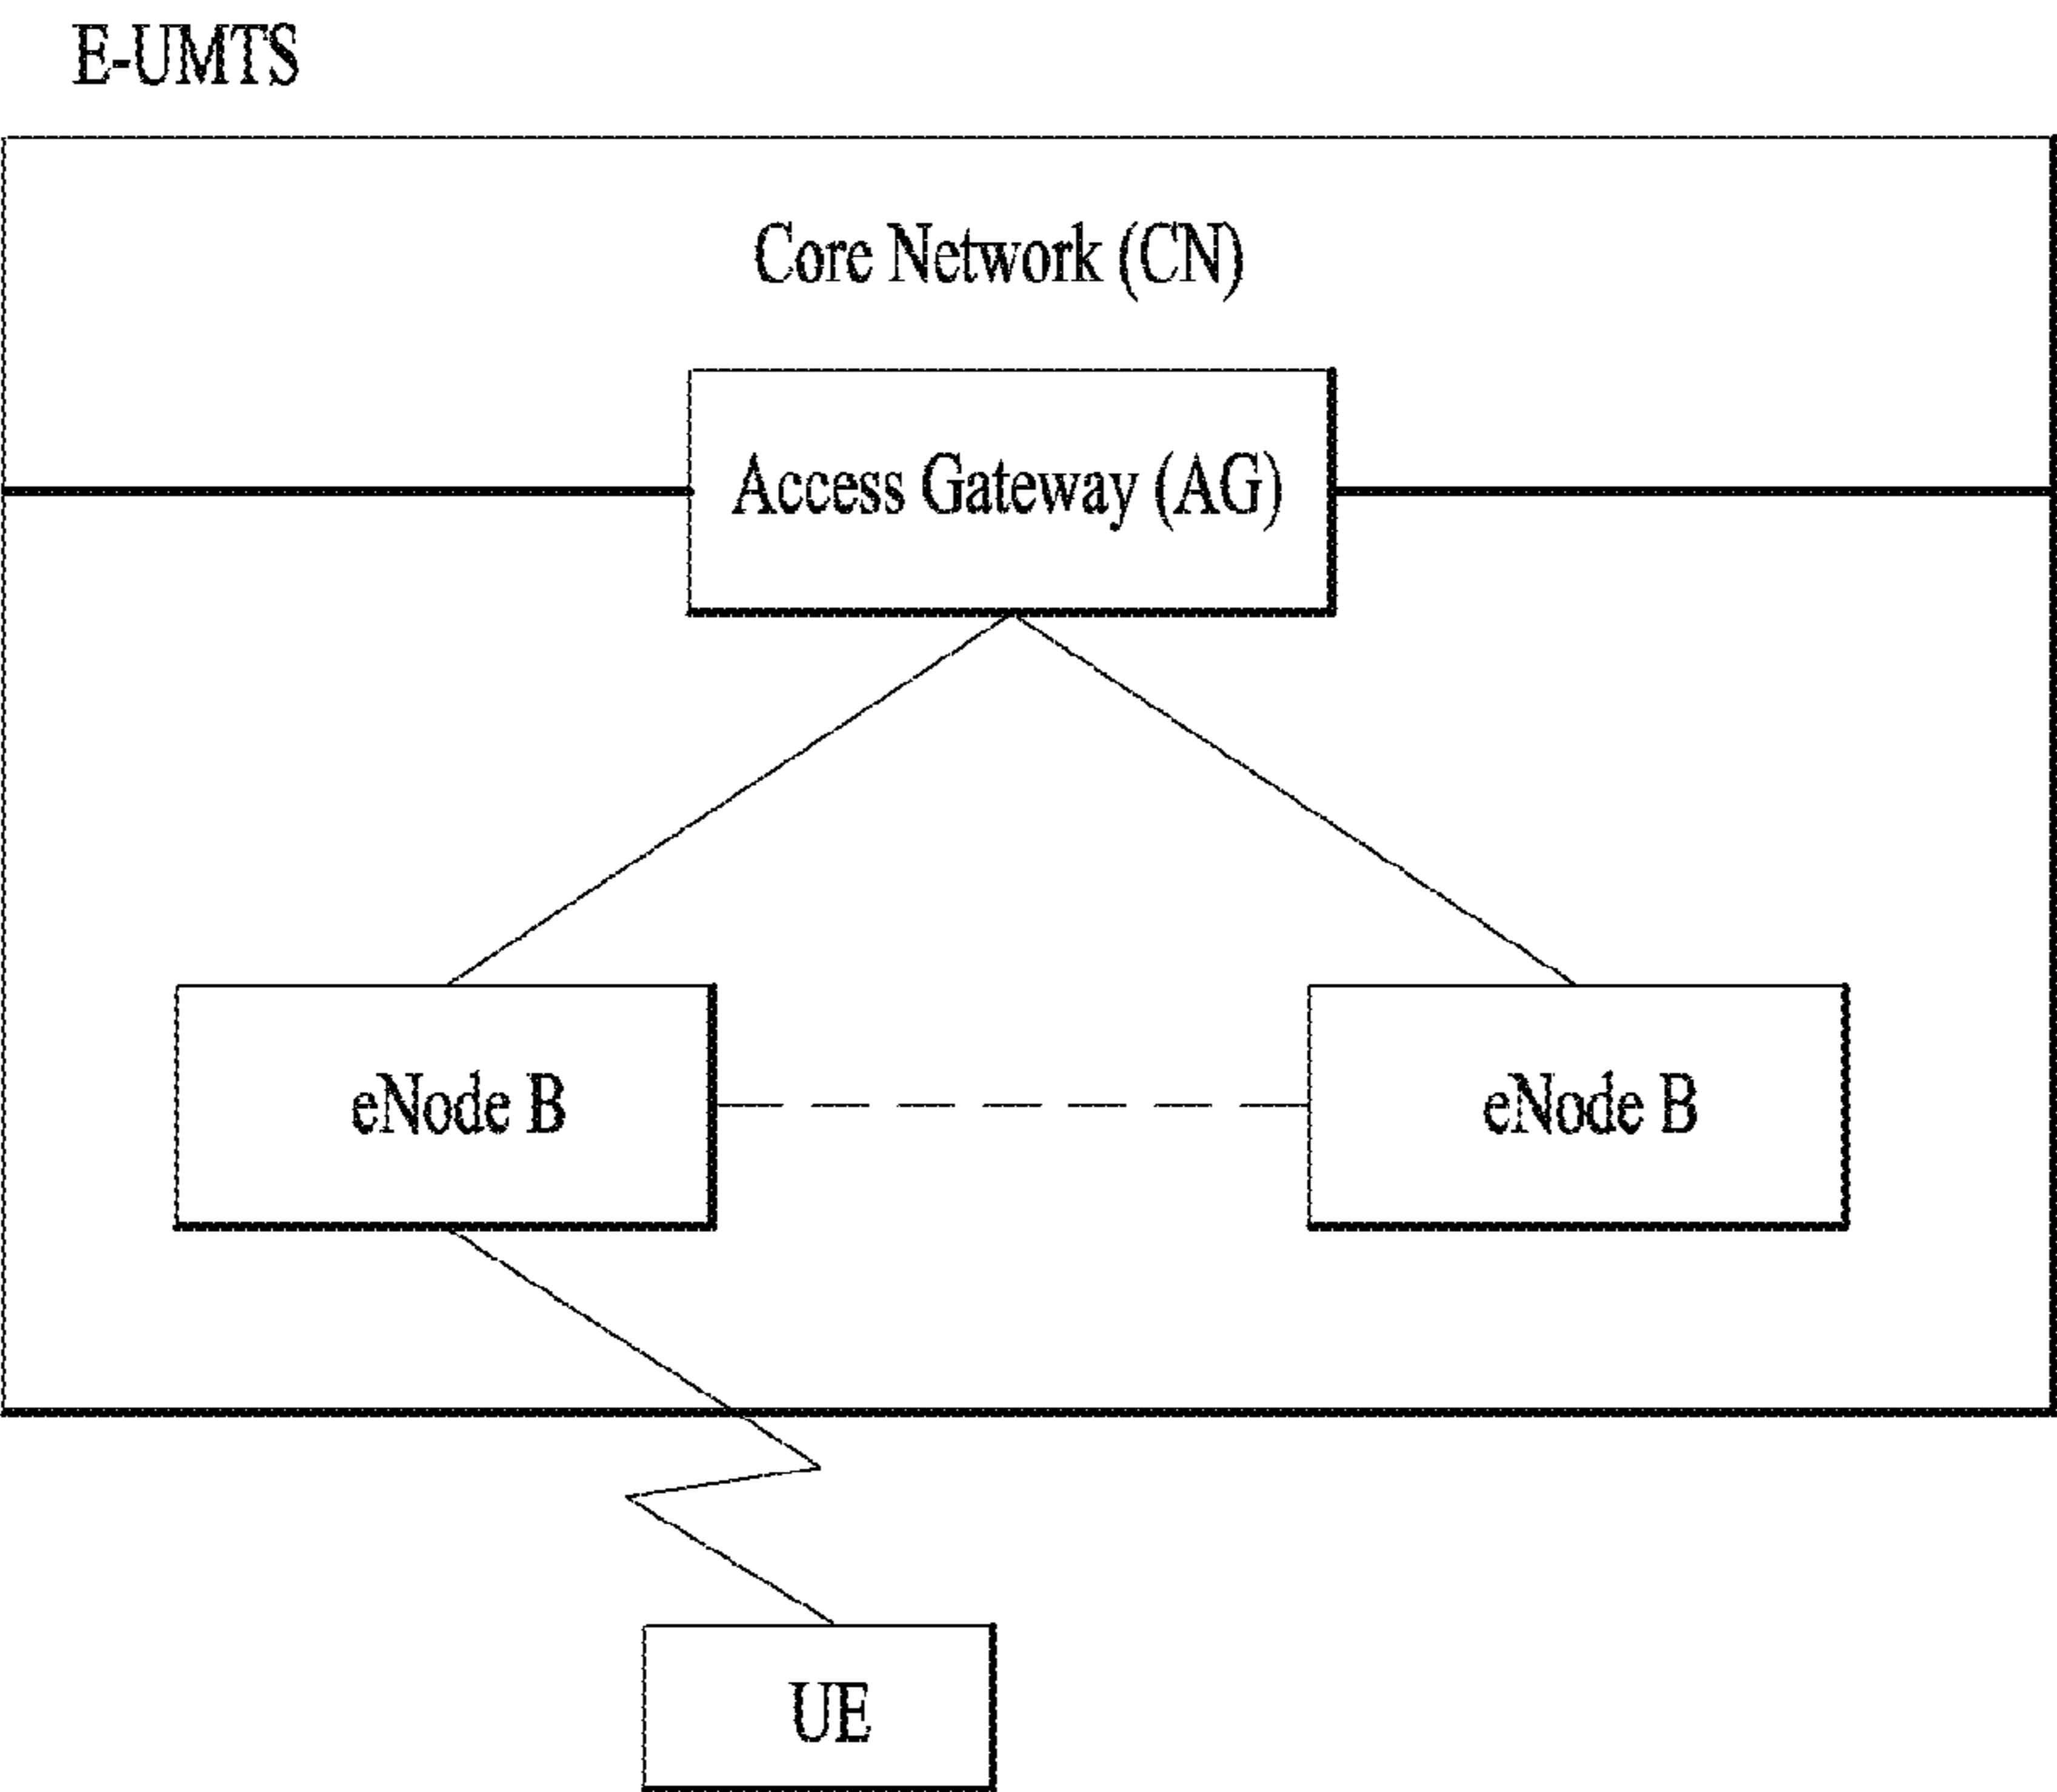 E-UMTS
Core Network (CN)
Access Gateway (AG)
eNode B
eNode B
UE